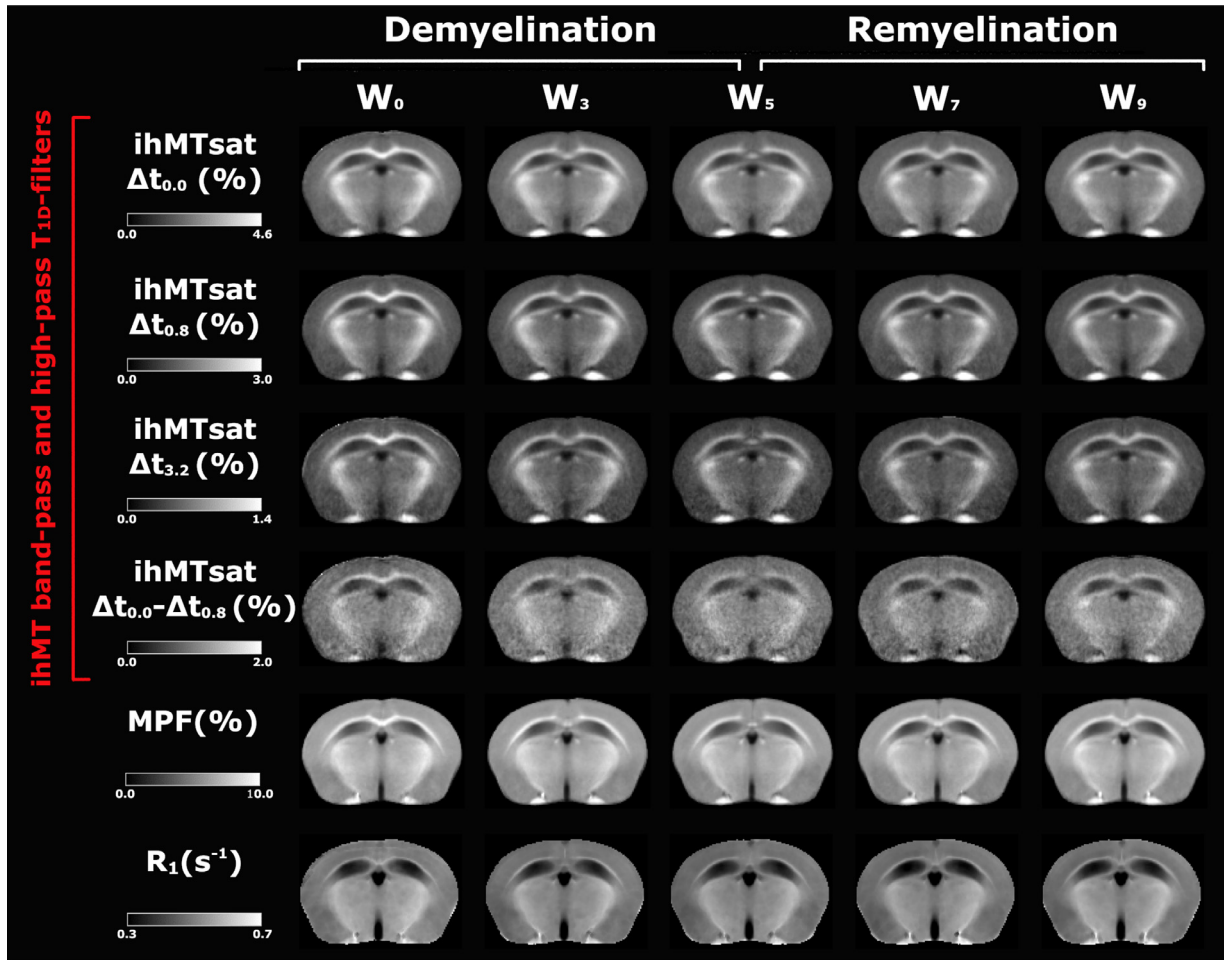 Demyelination Remyelination
W₀ W₃ W₅ W₇ W₉
ihMT band-pass and high-pass T₁D-filters
ihMTsat
Δt₀.₀ (%)
0.0 4.6
ihMTsat
Δt₀.₈ (%)
0.0 3.0
ihMTsat
Δt₃.₂ (%)
0.0 1.4
ihMTsat
Δt₀.₀-Δt₀.₈ (%)
0.0 2.0
MPF(%)
0.0 10.0
R₁(s⁻¹)
0.3 0.7